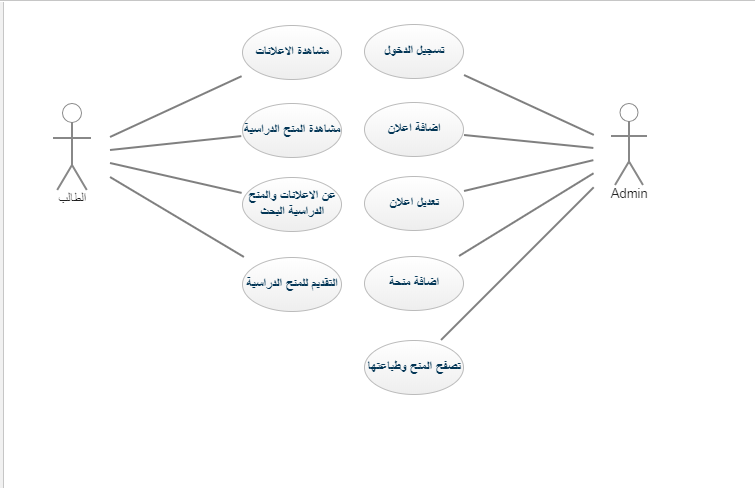 مشاهدة الاعلانات
تسجيل الدخول
مشاهدة المنح الدراسية
اضافة اعلان
الطالب
Admin
عن الاعلانات والمنح
الدراسية البحث
تعديل اعلان
التقديم للمنح الدراسية
اضافة منحة
تصفح المنح وطباعتها